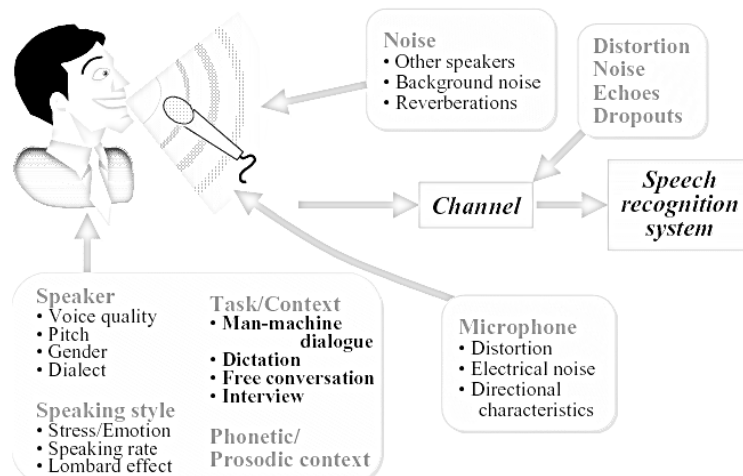 Noise
• Other speakers
• Background noise
• Reverberations
Distortion
Noise
Echoes
Dropouts
Channel
Speech
recognition
system
Speaker
• Voice quality
• Pitch
• Gender
• Dialect
Speaking style
• Stress/Emotion
• Speaking rate
• Lombard effect
Task/Context
• Man-machine
dialogue
• Dictation
• Free conversation
• Interview
Phonetic/
Prosodic context
Microphone
• Distortion
• Electrical noise
• Directional
characteristics